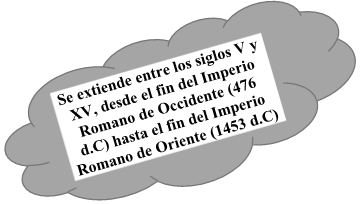 Se extiende entre los siglos V y
XV, desde el fin del Imperio
Romano de Occidente (476
d.C) hasta el fin del Imperio
Romano de Oriente (1453 d.C)